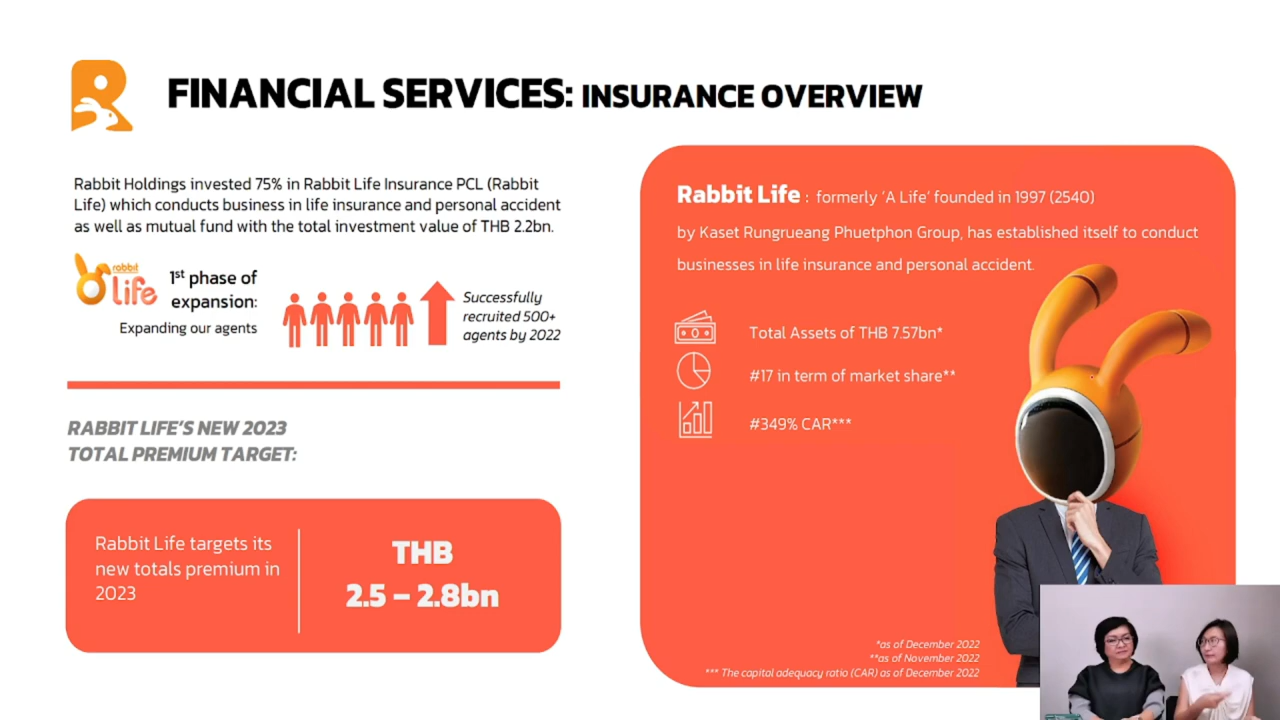 FINANCIAL SERVICES: INSURANCE OVERVIEW
Rabbit Holdings invested 75% in Rabbit Life Insurance PCL (Rabbit
Life) which conducts business in life insurance and personal accident
as well as mutual fund with the total investment value of THB 2.2bn.
rabbit
life
1st phase of
expansion:
Expanding our agents
Successfully
recruited 500+
agents by 2022
RABBIT LIFE'S NEW 2023
TOTAL PREMIUM TARGET:
Rabbit Life targets its
new totals premium in
2023
THB
2.5 – 2.8bn
Rabbit Life : formerly 'A Life' founded in 1997 (2540)
by Kaset Rungrueang Phuetphon Group, has established itself to conduct
businesses in life insurance and personal accident.
Total Assets of THB 7.57bn*
#17 in term of market share**
#349% CAR***
*as of December 2022
**as of November 2022
*** The capital adequacy ratio (CAR) as of December 2022